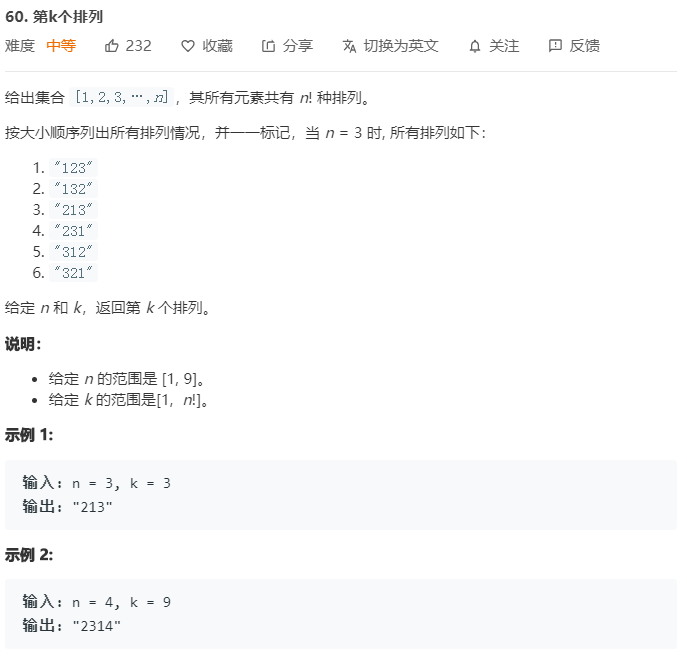 60. 第k个排列
难度 中等 232 收藏 分享 切换为英文 关注 反馈
给出集合 [1,2,3,…,n]，其所有元素共有 n! 种排列。
按大小顺序列出所有排列情况，并一一标记，当 n = 3 时, 所有排列如下：
1. "123"
2. "132"
3. "213"
4. "231"
5. "312"
6. "321"
给定 n 和 k，返回第 k 个排列。
说明：
• 给定 n 的范围是 [1, 9]。
• 给定 k 的范围是[1, n!]。
示例 1:
输入: n = 3, k = 3
输出: "213"
示例 2:
输入: n = 4, k = 9
输出: "2314"